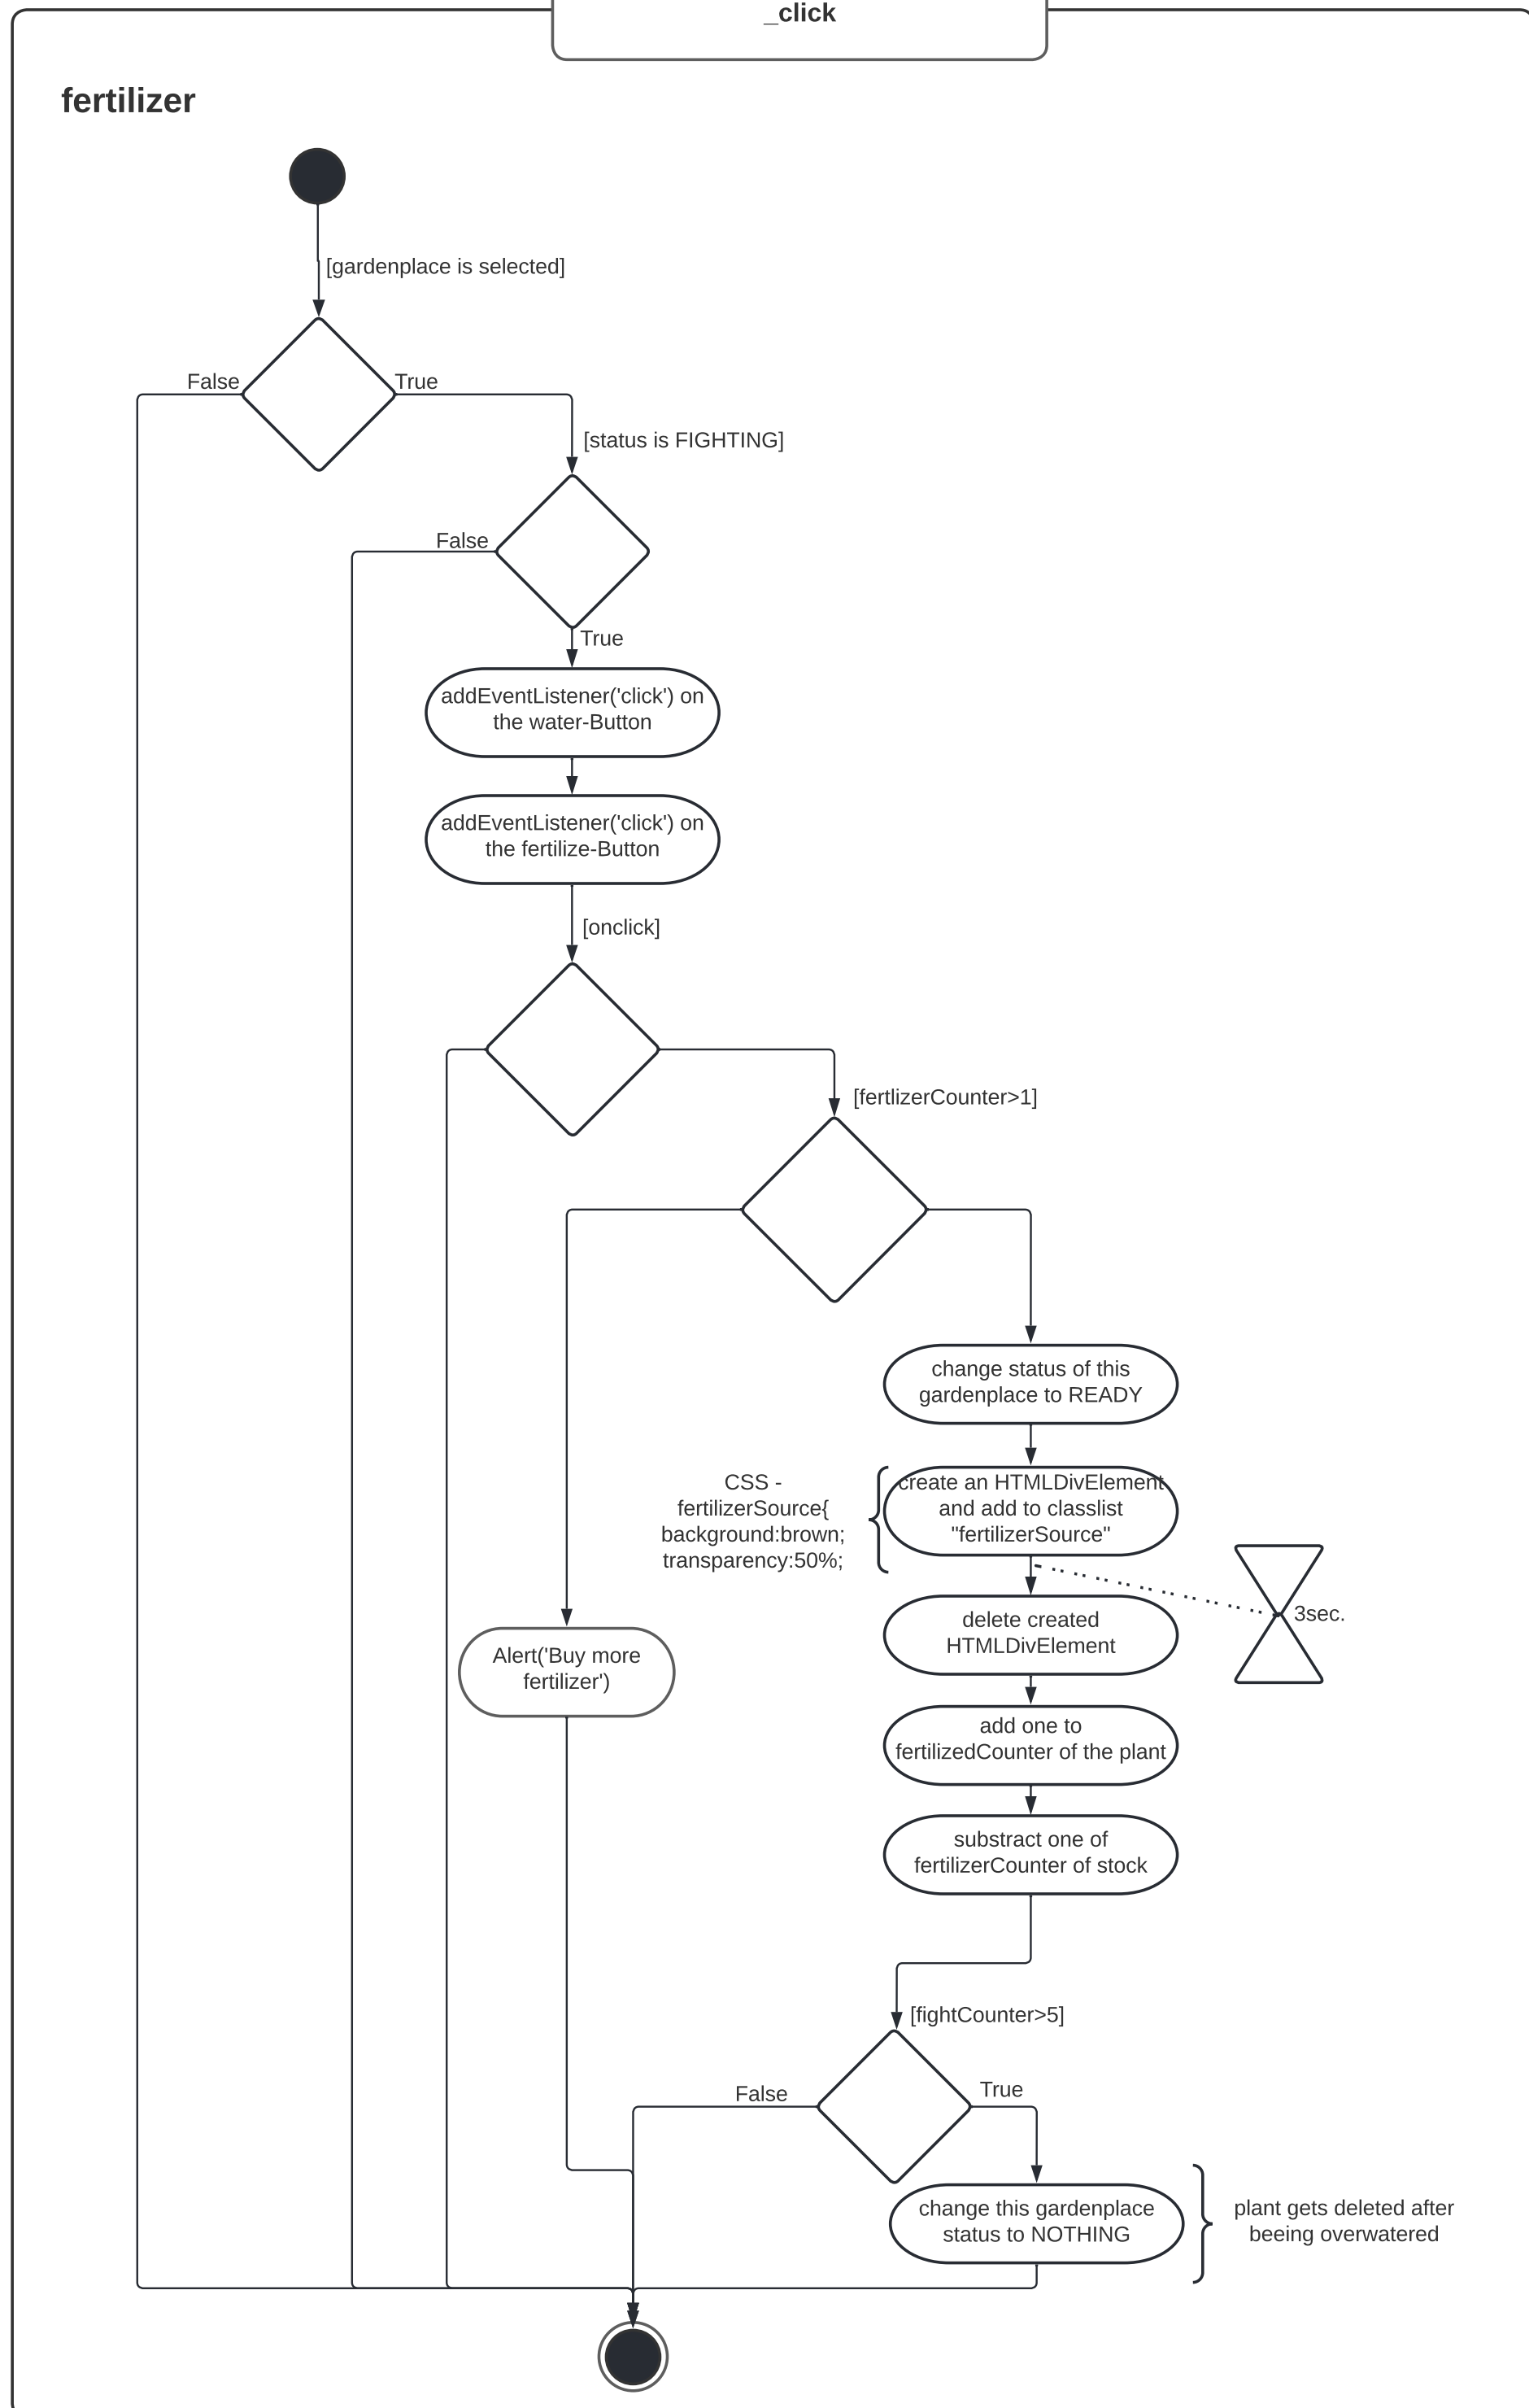 _click
fertilizer
[gardenplace is selected]
False
True
[status is FIGHTING]
False
True
addEventListener('click') on
the water-Button
addEventListener('click') on
the fertilize-Button
[onclick]
[fertlizerCounter>1]
change status of this
gardenplace to READY
CSS -
fertilizerSource{
background:brown;
transparency:50%;
create an HTMLDivElement
and add to classlist
"fertilizerSource"
3sec.
delete created
HTMLDivElement
Alert('Buy more
fertilizer')
add one to
fertilizedCounter of the plant
substract one of
fertilizerCounter of stock
[fightCounter>5]
False
True
change this gardenplace
status to NOTHING
plant gets deleted after
beeing overwatered